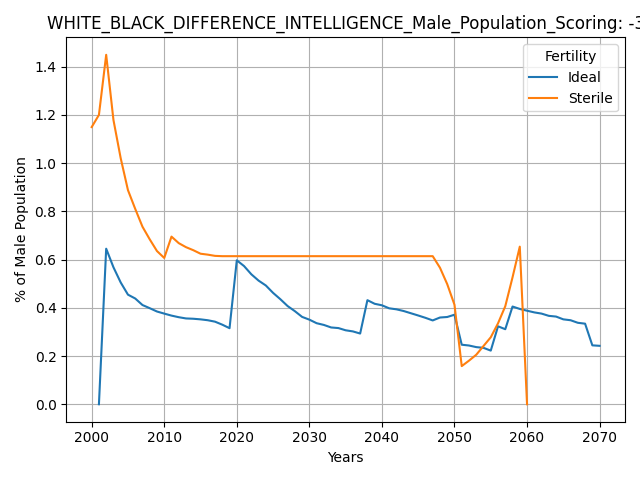 WHITE_BLACK_DIFFERENCE_INTELLIGENCE_Male_Population_Scoring: -3
Fertility
Ideal
Sterile
% of Male Population
1.4
1.2
1.0
0.8
0.6
0.4
0.2
0.0
2000 2010 2020 2030 2040 2050 2060 2070
Years